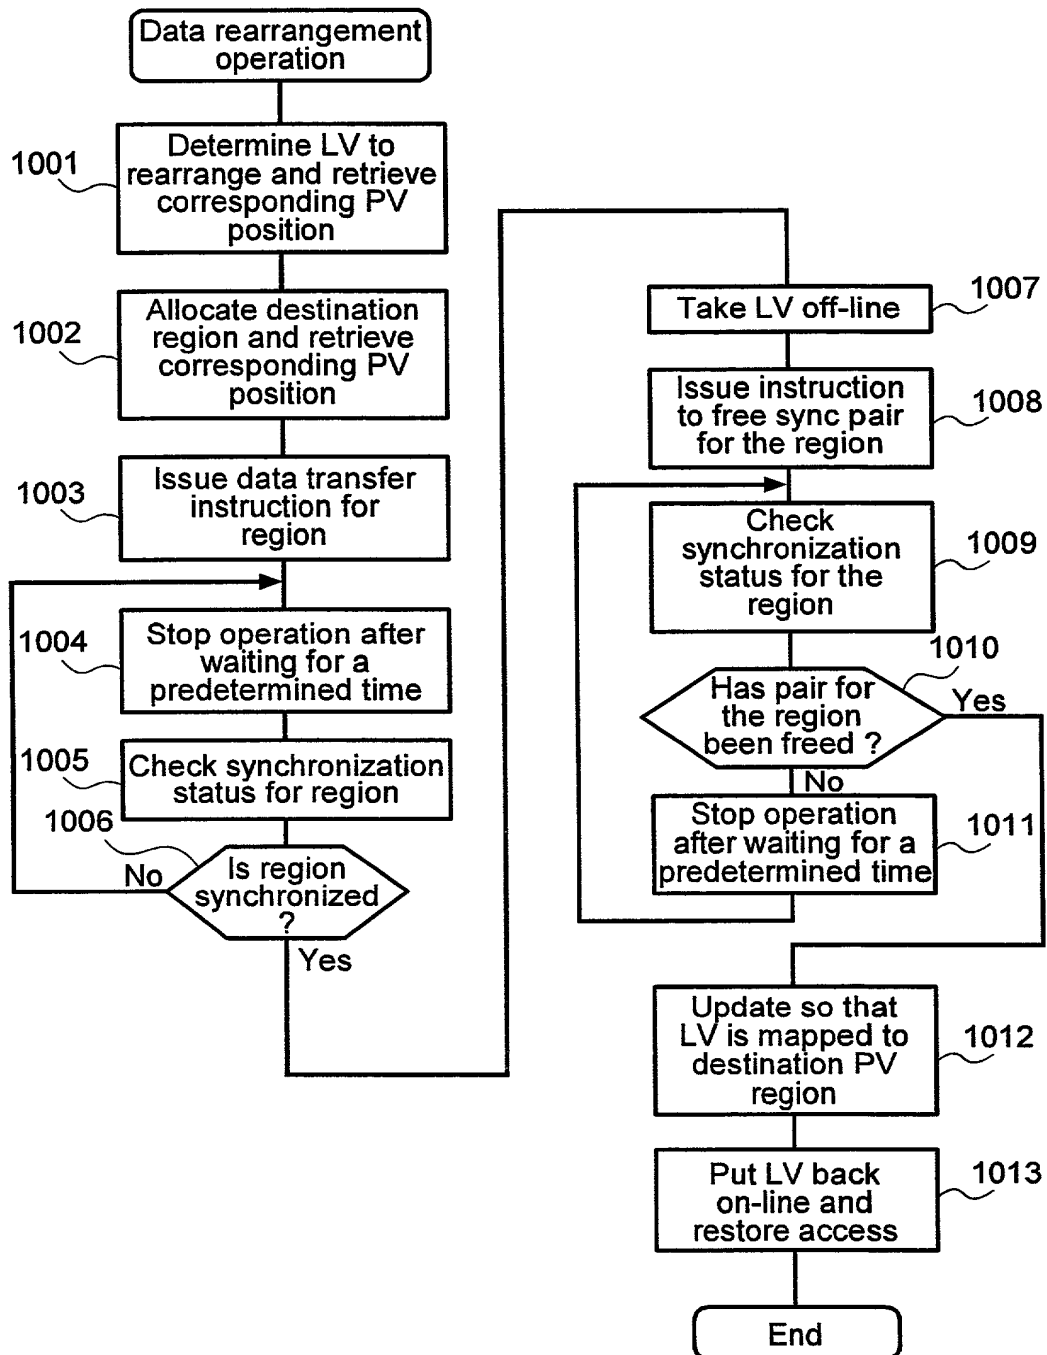 Data rearrangement
operation
1001
Determine LV to
rearrange and retrieve
corresponding PV
position
1002
Allocate destination
region and retrieve
corresponding PV
position
1003
Issue data transfer
instruction for
region
1004
Stop operation after
waiting for a
predetermined time
1005
Check synchronization
status for region
1006
Is region
synchronized
?
No
Yes
Take LV off-line
1007
Issue instruction
to free sync pair
for the region
1008
Check
synchronization
status for the
region
1009
1010
Has pair for
the region
been freed ?
Yes
No
Stop operation
after waiting for a
predetermined time
1011
Update so that
LV is mapped to
destination PV
region
1012
Put LV back
on-line and
restore access
1013
End